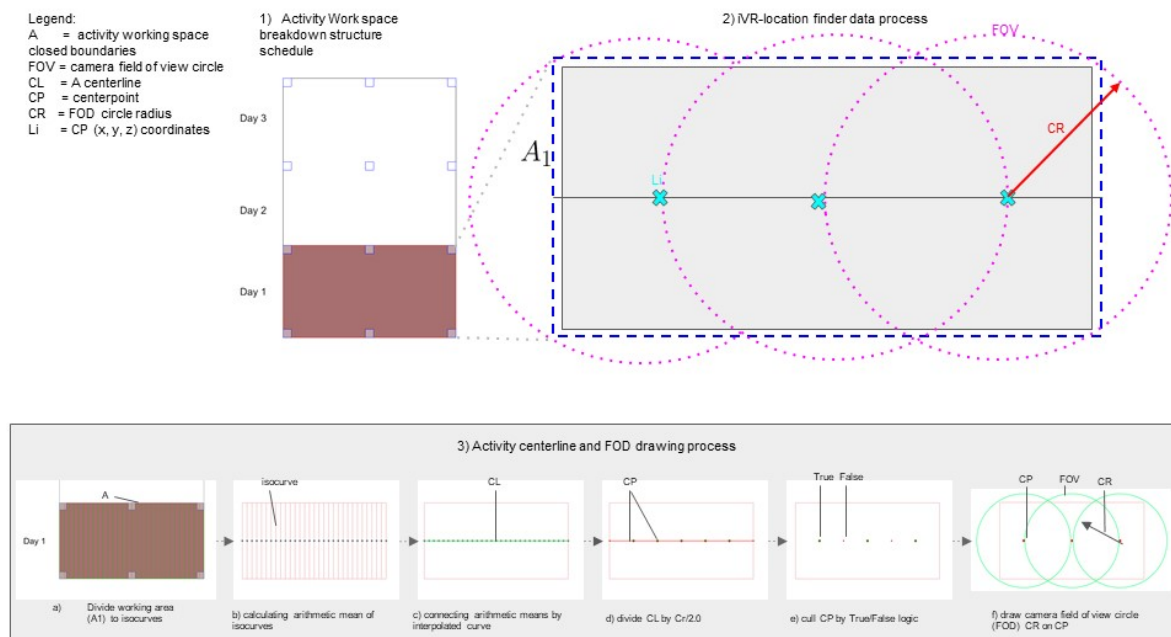 Legend:
A = activity working space
closed boundaries
FOV = camera field of view circle
CL = A centerline
CP = centerpoint
CR = FOD circle radius
Li = CP (x, y, z) coordinates
1) Activity Work space
breakdown structure
schedule
Day 3
Day 2
Day 1
2) iVR-location finder data process
FOV
A1
CR
Li
3) Activity centerline and FOD drawing process
A
Day 1
a) Divide working area
(A1) to isocurves
isocurve
b) calculating arithmetic mean of
isocurves
CL
c) connecting arithmetic means by
interpolated curve
CP
d) divide CL by Cr/2.0
True False
e) cull CP by True/False logic
CP FOV CR
f) draw camera field of view circle
(FOD) CR on CP